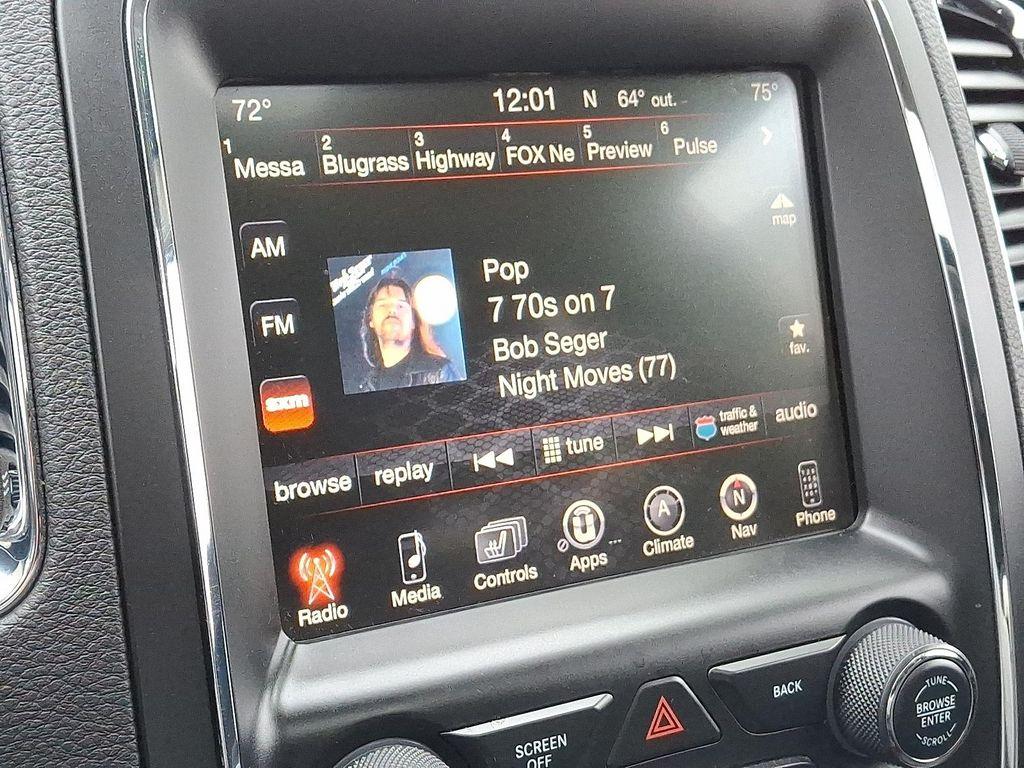 72° 12:01 N 64° out. 75°
1 Messa 2 Blugrass 3 Highway 4 FOX Ne 5 Preview 6 Pulse
map
AM
Pop
7 70s on 7
FM
Bob Seger
fav.
Night Moves (77)
sxm
browse replay tune traffic & weather audio
Radio Media Controls Apps Climate A Nav N Phone
SCREEN OFF
BACK
TUNE
BROWSE
ENTER
SCROLL